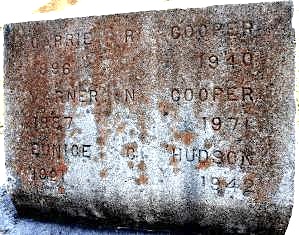 CARRIE R. COOPER
1940
N COOPER
1971
EUNICE C. HUDSON
1942